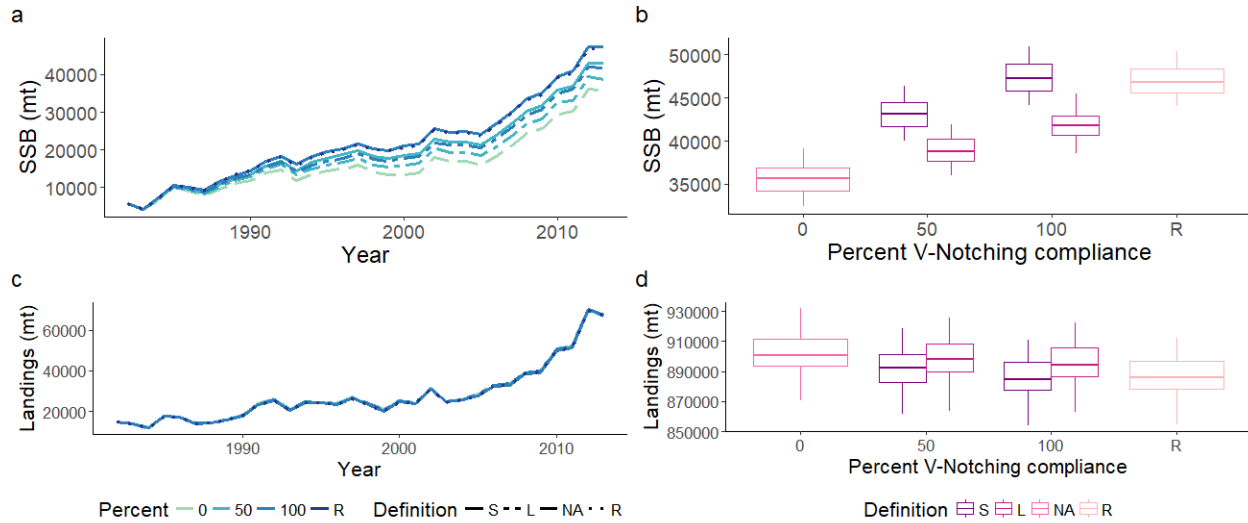 a
SSB (mt)
40000
30000
20000
10000
1990 2000 2010
Year
b
SSB (mt)
50000
45000
40000
35000
0 50 100 R
Percent V-Notching compliance
c
Landings (mt)
60000
40000
20000
1990 2000 2010
Year
d
Landings (mt)
930000
910000
890000
870000
850000
0 50 100 R
Percent V-Notching compliance
Percent 0 50 100 R Definition S L NA R
Definition S L NA R